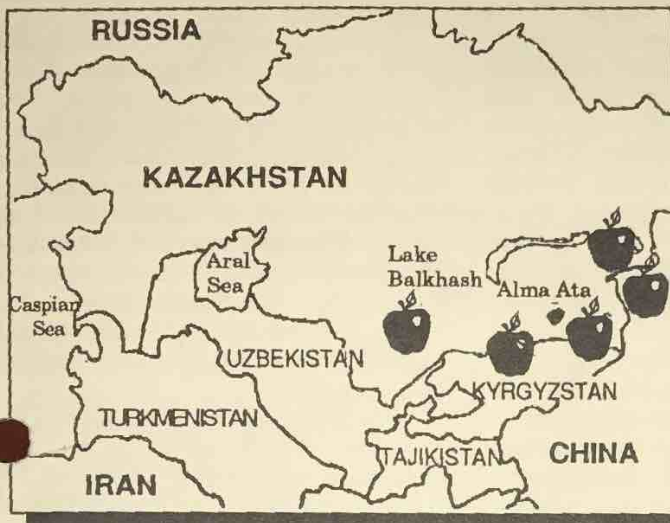 RUSSIA
KAZAKHSTAN
Lake
Balkhash
Aral
Sea
Alma Ata
Caspian
Sea
UZBEKISTAN
KYRGYZSTAN
TURKMENISTAN
TAJIKISTAN
CHINA
IRAN